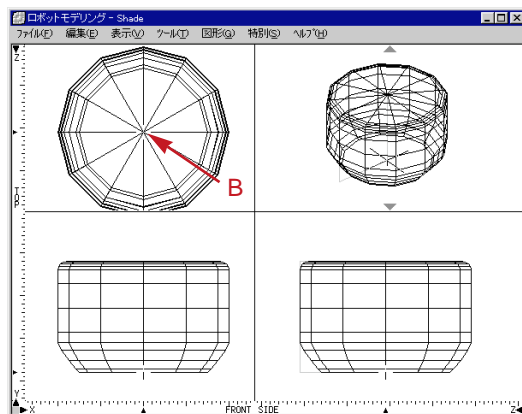 ロボットモデリング - Shade
ファイル(F) 編集(E) 表示(V) ツール(T) 図形(G) 特別(S) ヘルプ(H)
Z
B
TOP
Y
X FRONT SIDE Z